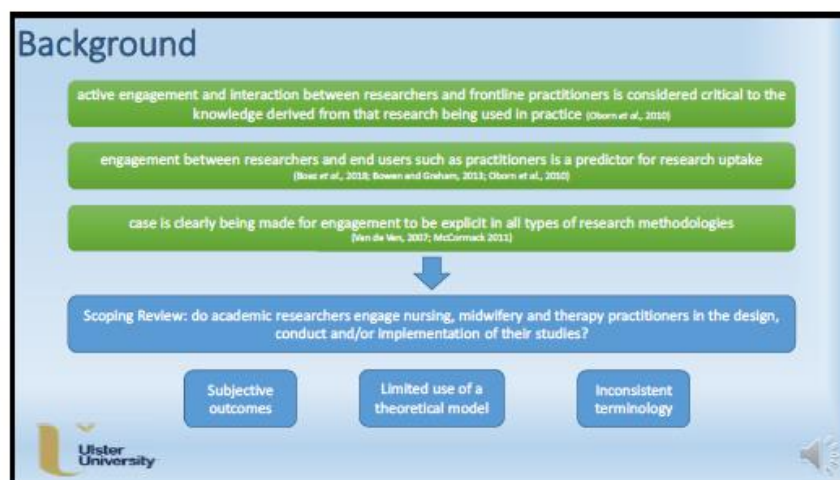 Background
active engagement and interaction between researchers and frontline practitioners is considered critical to the
knowledge derived from that research being used in practice (Oborn et al., 2010)
engagement between researchers and end users such as practitioners is a predictor for research uptake
(Boaz et al., 2018; Bowen and Graham, 2013; Oborn et al., 2010)
case is clearly being made for engagement to be explicit in all types of research methodologies
(Van de Ven, 2007; McCormack 2011)
Scoping Review: do academic researchers engage nursing, midwifery and therapy practitioners in the design,
conduct and/or implementation of their studies?
Subjective
outcomes
Limited use of a
theoretical model
Inconsistent
terminology
Ulster
University